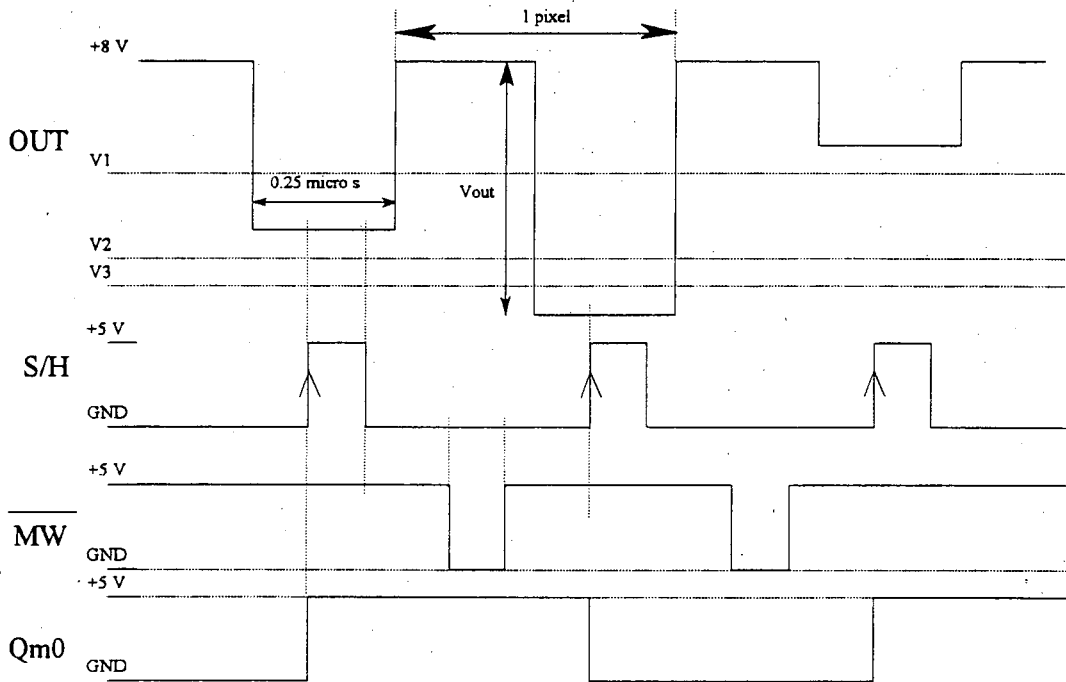 1 pixel
+8 V
OUT
V1
0.25 micro s
Vout
V2
V3
+5 V
S/H
GND
+5 V
MW
GND
+5 V
Qm0
GND